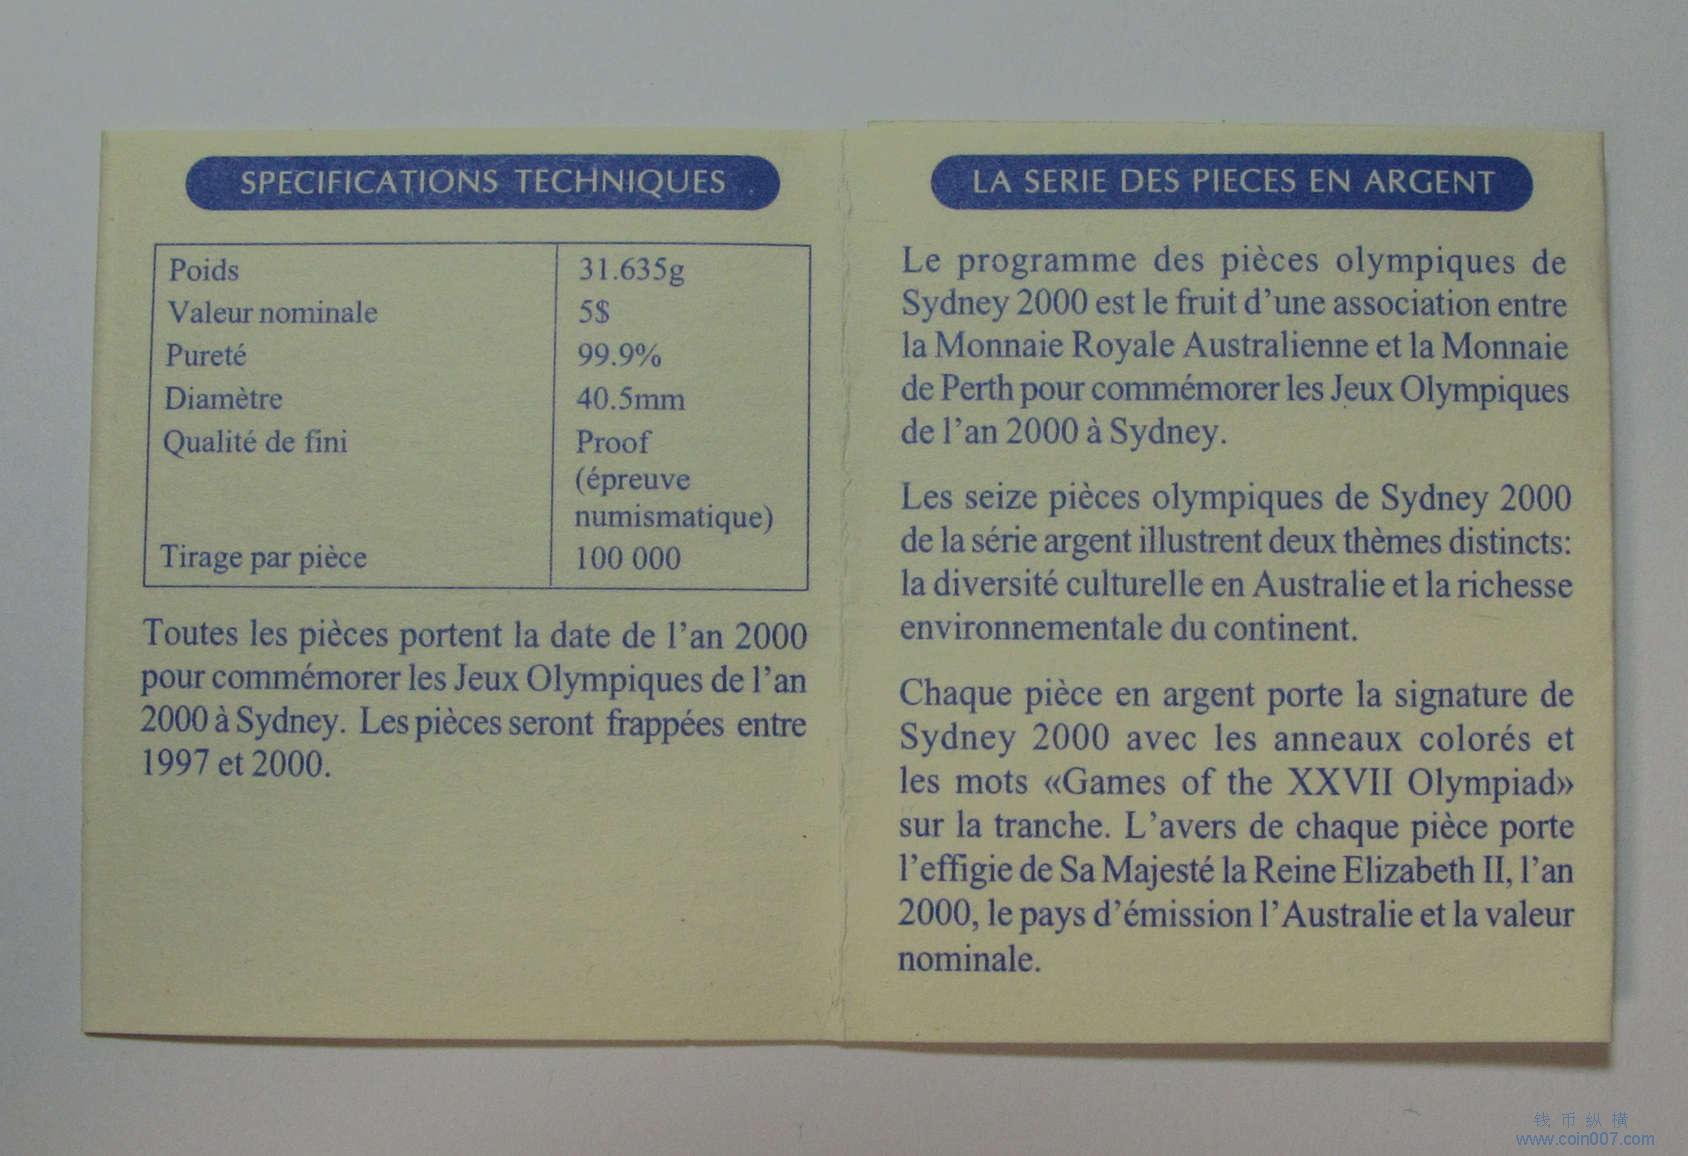 SPECIFICATIONS TECHNIQUES
Poids 31.635g
Valeur nominale 5$
Pureté 99.9%
Diamètre 40.5mm
Qualité de fini Proof
(épreuve
numismatique)
Tirage par pièce 100 000
Toutes les pièces portent la date de l'an 2000
pour commémorer les Jeux Olympiques de l'an
2000 à Sydney. Les pièces seront frappées entre
1997 et 2000.
LA SERIE DES PIECES EN ARGENT
Le programme des pièces olympiques de
Sydney 2000 est le fruit d'une association entre
la Monnaie Royale Australienne et la Monnaie
de Perth pour commémorer les Jeux Olympiques
de l'an 2000 à Sydney.
Les seize pièces olympiques de Sydney 2000
de la série argent illustrent deux thèmes distincts:
la diversité culturelle en Australie et la richesse
environnementale du continent.
Chaque pièce en argent porte la signature de
Sydney 2000 avec les anneaux colorés et
les mots «Games of the XXVII Olympiad»
sur la tranche. L'avers de chaque pièce porte
l'effigie de Sa Majesté la Reine Elizabeth II, l'an
2000, le pays d'émission l'Australie et la valeur
nominale.
钱币纵横
www.coin007.com